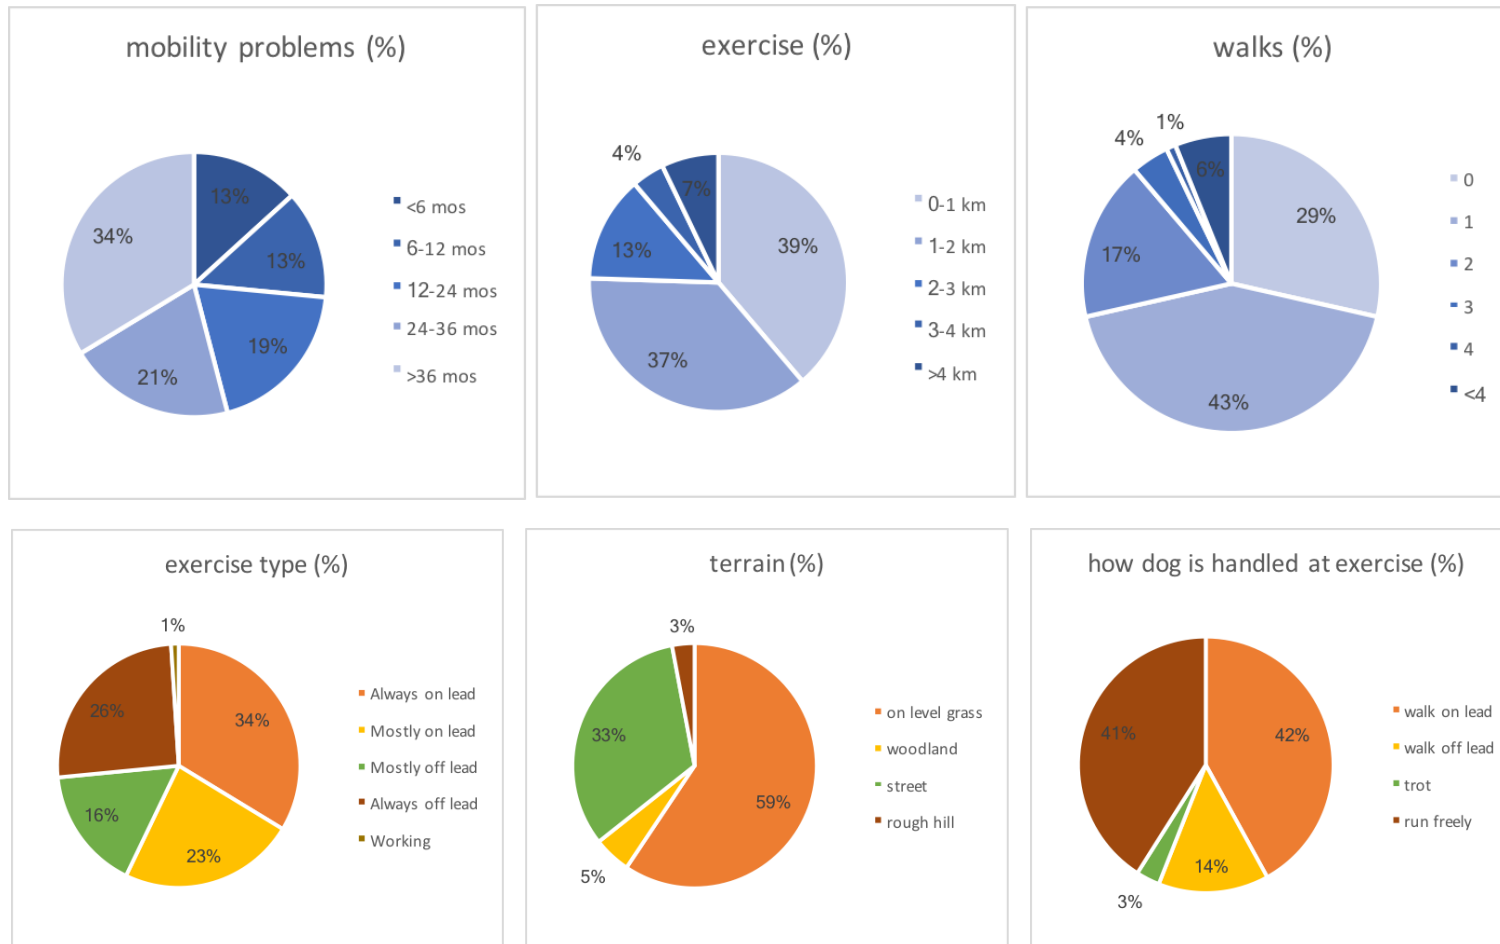 mobility problems (%)
13%
13%
19%
21%
34%
<6 mos
6-12 mos
12-24 mos
24-36 mos
>36 mos
exercise (%)
4%
7%
39%
13%
37%
0-1 km
1-2 km
2-3 km
3-4 km
>4 km
walks (%)
1%
4%
6%
29%
17%
43%
0
1
2
3
4
<4
exercise type (%)
1%
34%
26%
16%
23%
Always on lead
Mostly on lead
Mostly off lead
Always off lead
Working
terrain (%)
3%
33%
59%
5%
on level grass
woodland
street
rough hill
how dog is handled at exercise (%)
41%
42%
14%
3%
walk on lead
walk off lead
trot
run freely